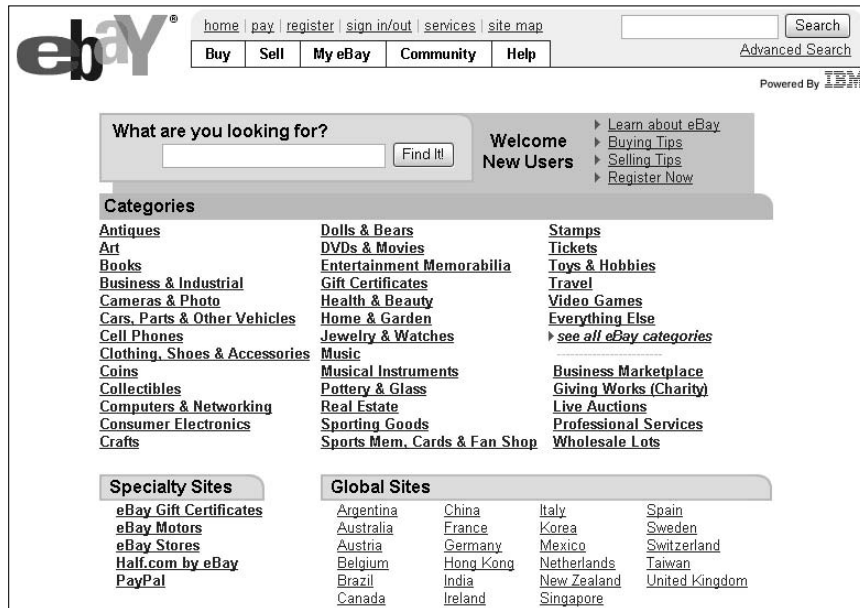 ebaY®
home | pay | register | sign in/out | services | site map
Search
Buy Sell My eBay Community Help
Advanced Search
Powered By IBM
What are you looking for?
Find It!
Welcome
New Users
Learn about eBay
Buying Tips
Selling Tips
Register Now
Categories
Antiques
Art
Books
Business & Industrial
Cameras & Photo
Cars, Parts & Other Vehicles
Cell Phones
Clothing, Shoes & Accessories
Coins
Collectibles
Computers & Networking
Consumer Electronics
Crafts
Dolls & Bears
DVDs & Movies
Entertainment Memorabilia
Gift Certificates
Health & Beauty
Home & Garden
Jewelry & Watches
Music
Musical Instruments
Pottery & Glass
Real Estate
Sporting Goods
Sports Mem, Cards & Fan Shop
Stamps
Tickets
Toys & Hobbies
Travel
Video Games
Everything Else
see all eBay categories
Business Marketplace
Giving Works (Charity)
Live Auctions
Professional Services
Wholesale Lots
Specialty Sites
eBay Gift Certificates
eBay Motors
eBay Stores
Half.com by eBay
PayPal
Global Sites
Argentina
Australia
Austria
Belgium
Brazil
Canada
China
France
Germany
Hong Kong
India
Ireland
Italy
Korea
Mexico
Netherlands
New Zealand
Singapore
Spain
Sweden
Switzerland
Taiwan
United Kingdom